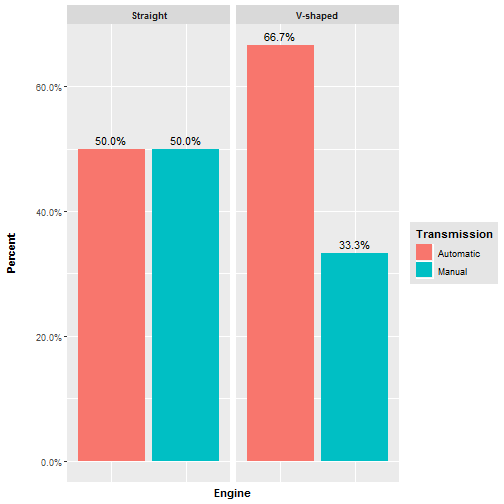 Straight
V-shaped
66.7%
60.0%
50.0%
50.0%
40.0%
33.3%
20.0%
0.0%
Percent
Engine
Transmission
Automatic
Manual